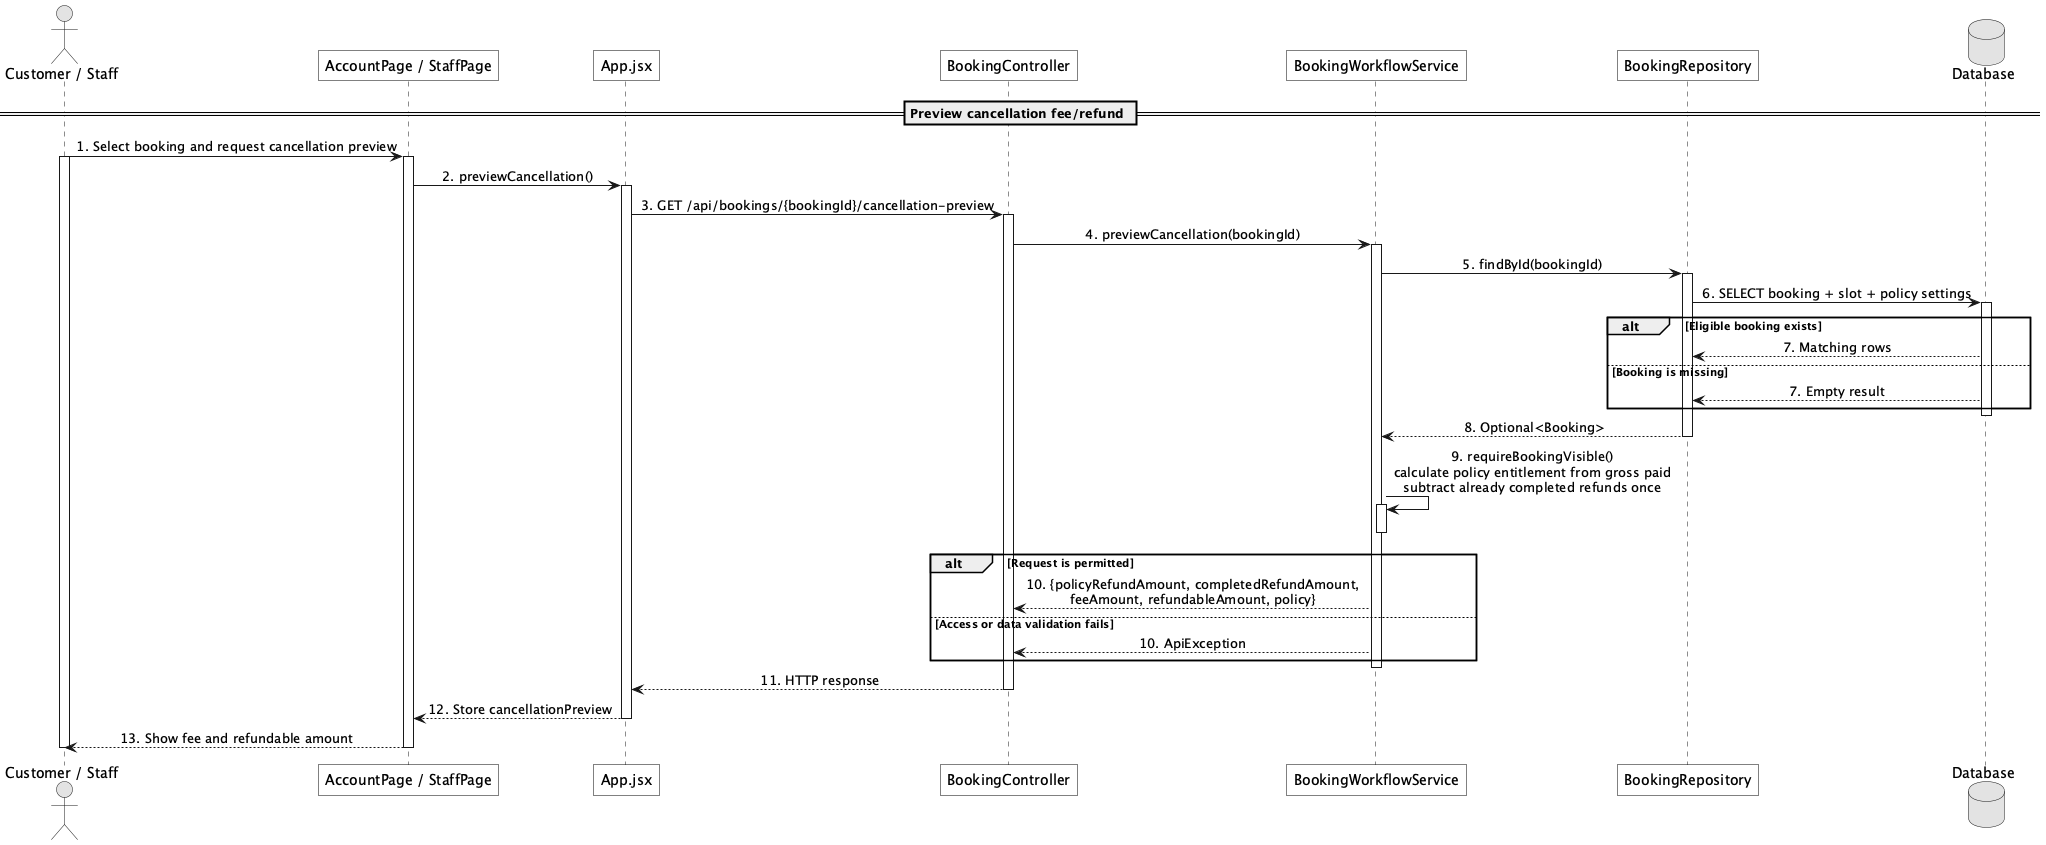 Customer / Staff
AccountPage / StaffPage
App.jsx
BookingController
BookingWorkflowService
BookingRepository
Database
Preview cancellation fee/refund
1. Select booking and request cancellation preview
2. previewCancellation()
3. GET /api/bookings/{bookingId}/cancellation-preview
4. previewCancellation(bookingId)
5. findById(bookingId)
6. SELECT booking + slot + policy settings
alt
[Eligible booking exists]
7. Matching rows
[Booking is missing]
7. Empty result
8. Optional<Booking>
9. requireBookingVisible()
calculate policy entitlement from gross paid
subtract already completed refunds once
alt
[Request is permitted]
10. {policyRefundAmount, completedRefundAmount,
feeAmount, refundableAmount, policy}
[Access or data validation fails]
10. ApiException
11. HTTP response
12. Store cancellationPreview
13. Show fee and refundable amount
Customer / Staff
AccountPage / StaffPage
App.jsx
BookingController
BookingWorkflowService
BookingRepository
Database